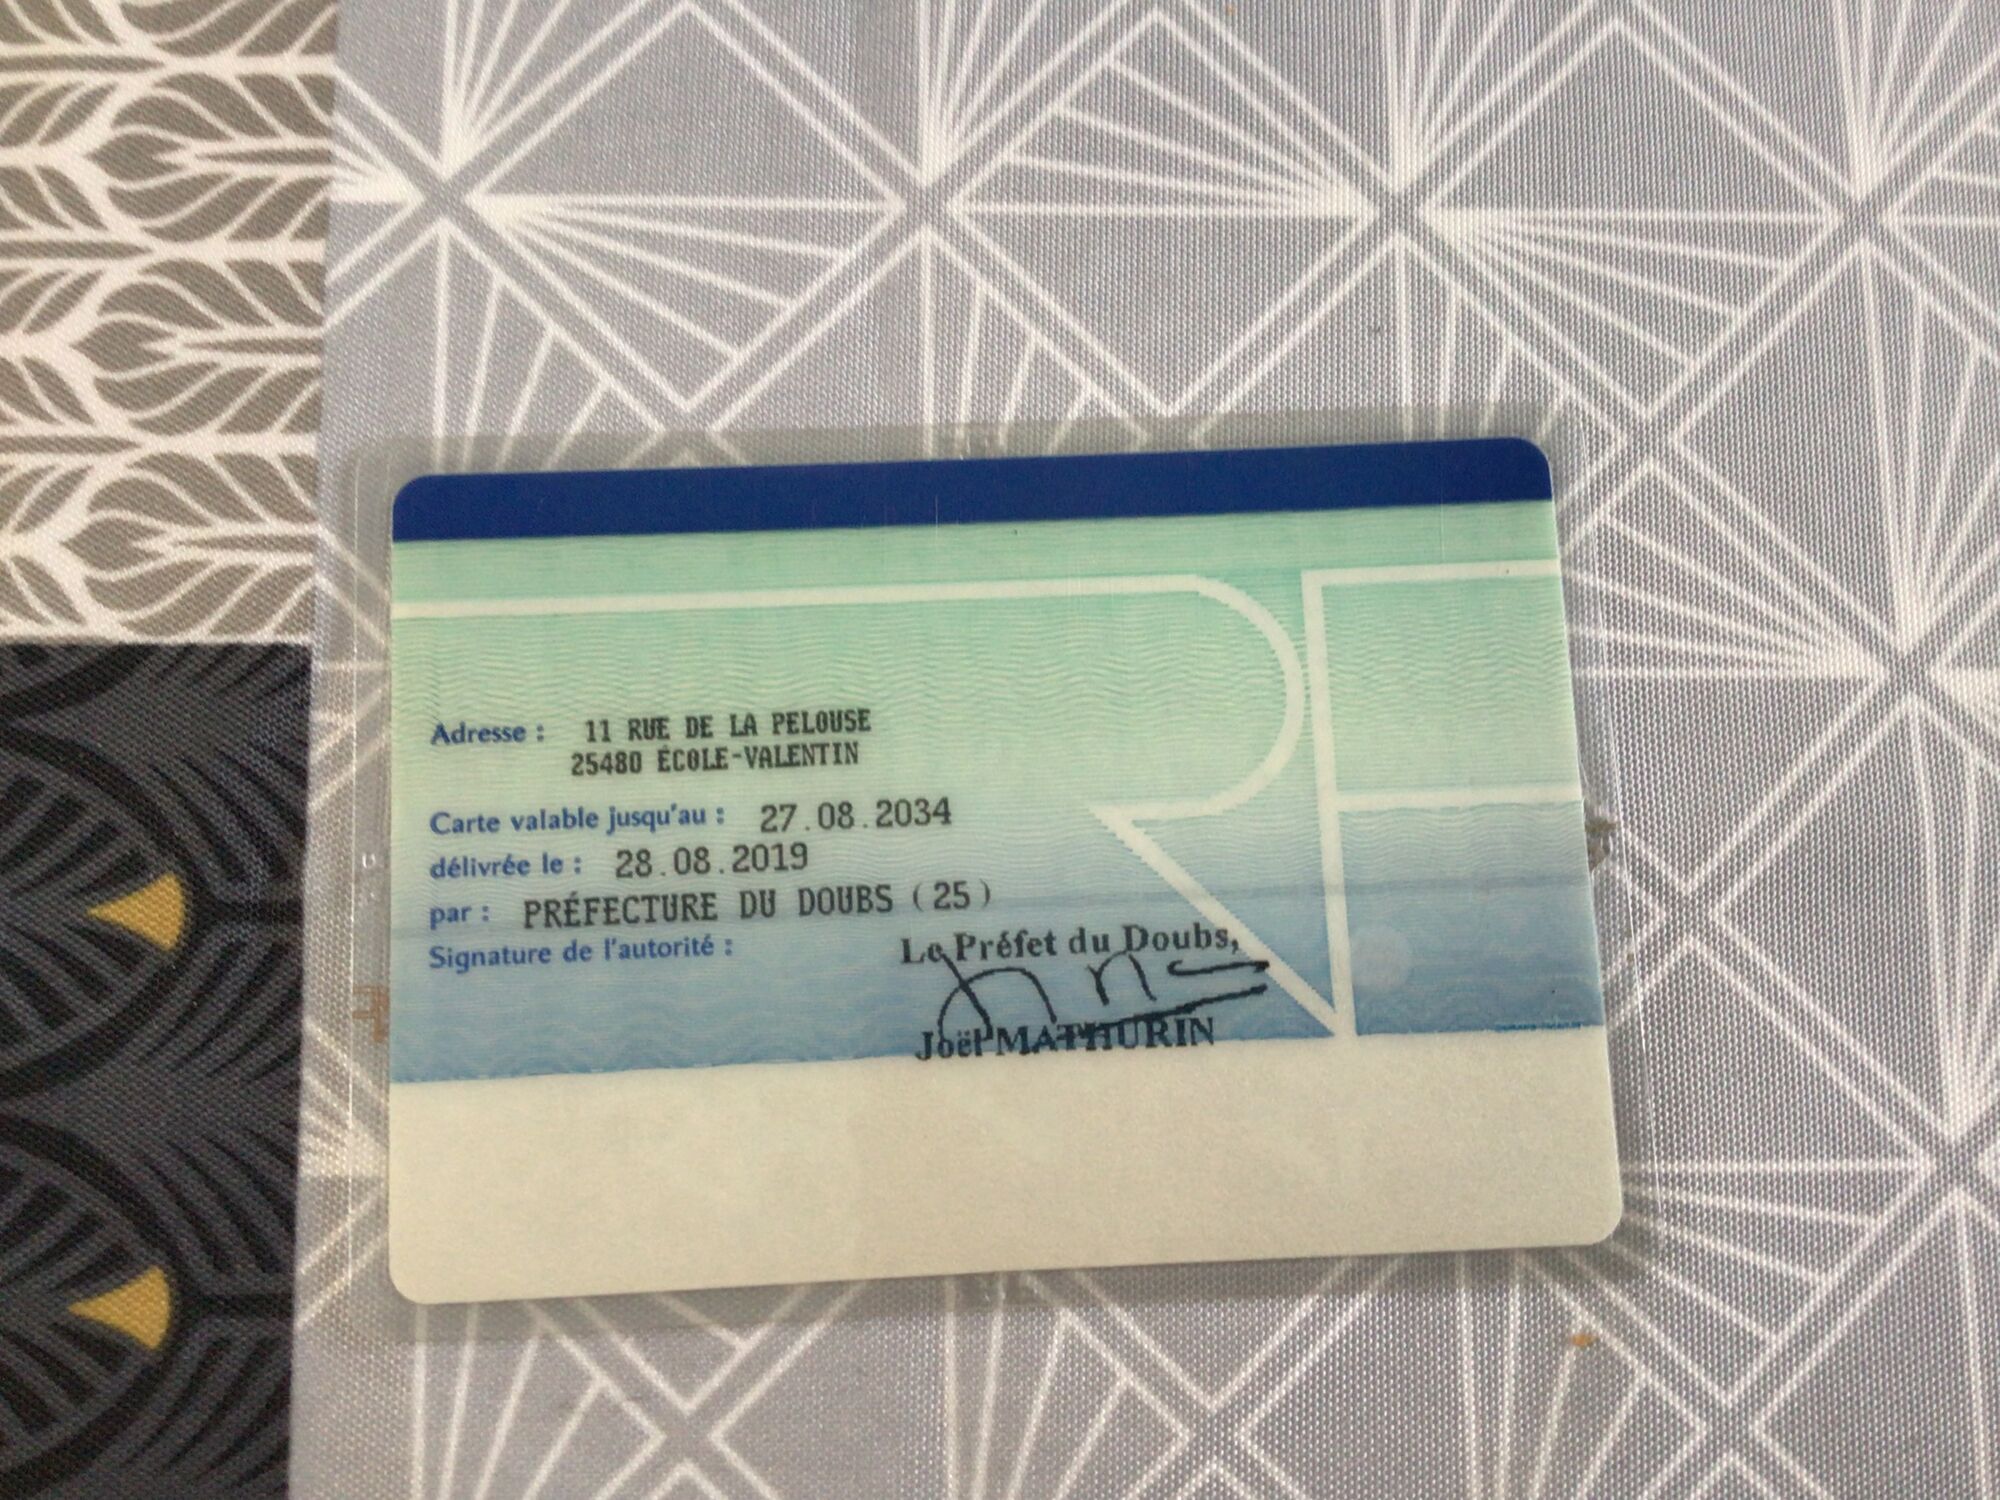 Adresse : 11 RUE DE LA PELOUSE
25480 ÉCOLE-VALENTIN
Carte valable jusqu'au : 27.08.2034
délivrée le : 28.08.2019
par : PRÉFECTURE DU DOUBS (25)
Signature de l'autorité :
Le Préfet du Doubs,
Joël MATHURIN
RF